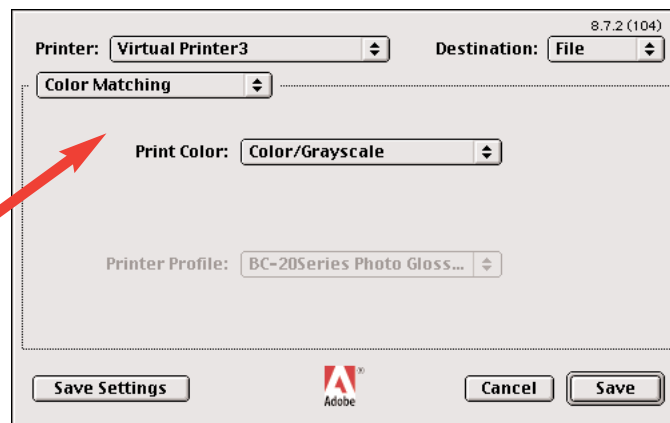 8.7.2 (104)
Printer: Virtual Printer3 Destination: File
Color Matching
Print Color: Color/Grayscale
Printer Profile: BC-20Series Photo Gloss...
Save Settings Adobe® Cancel Save